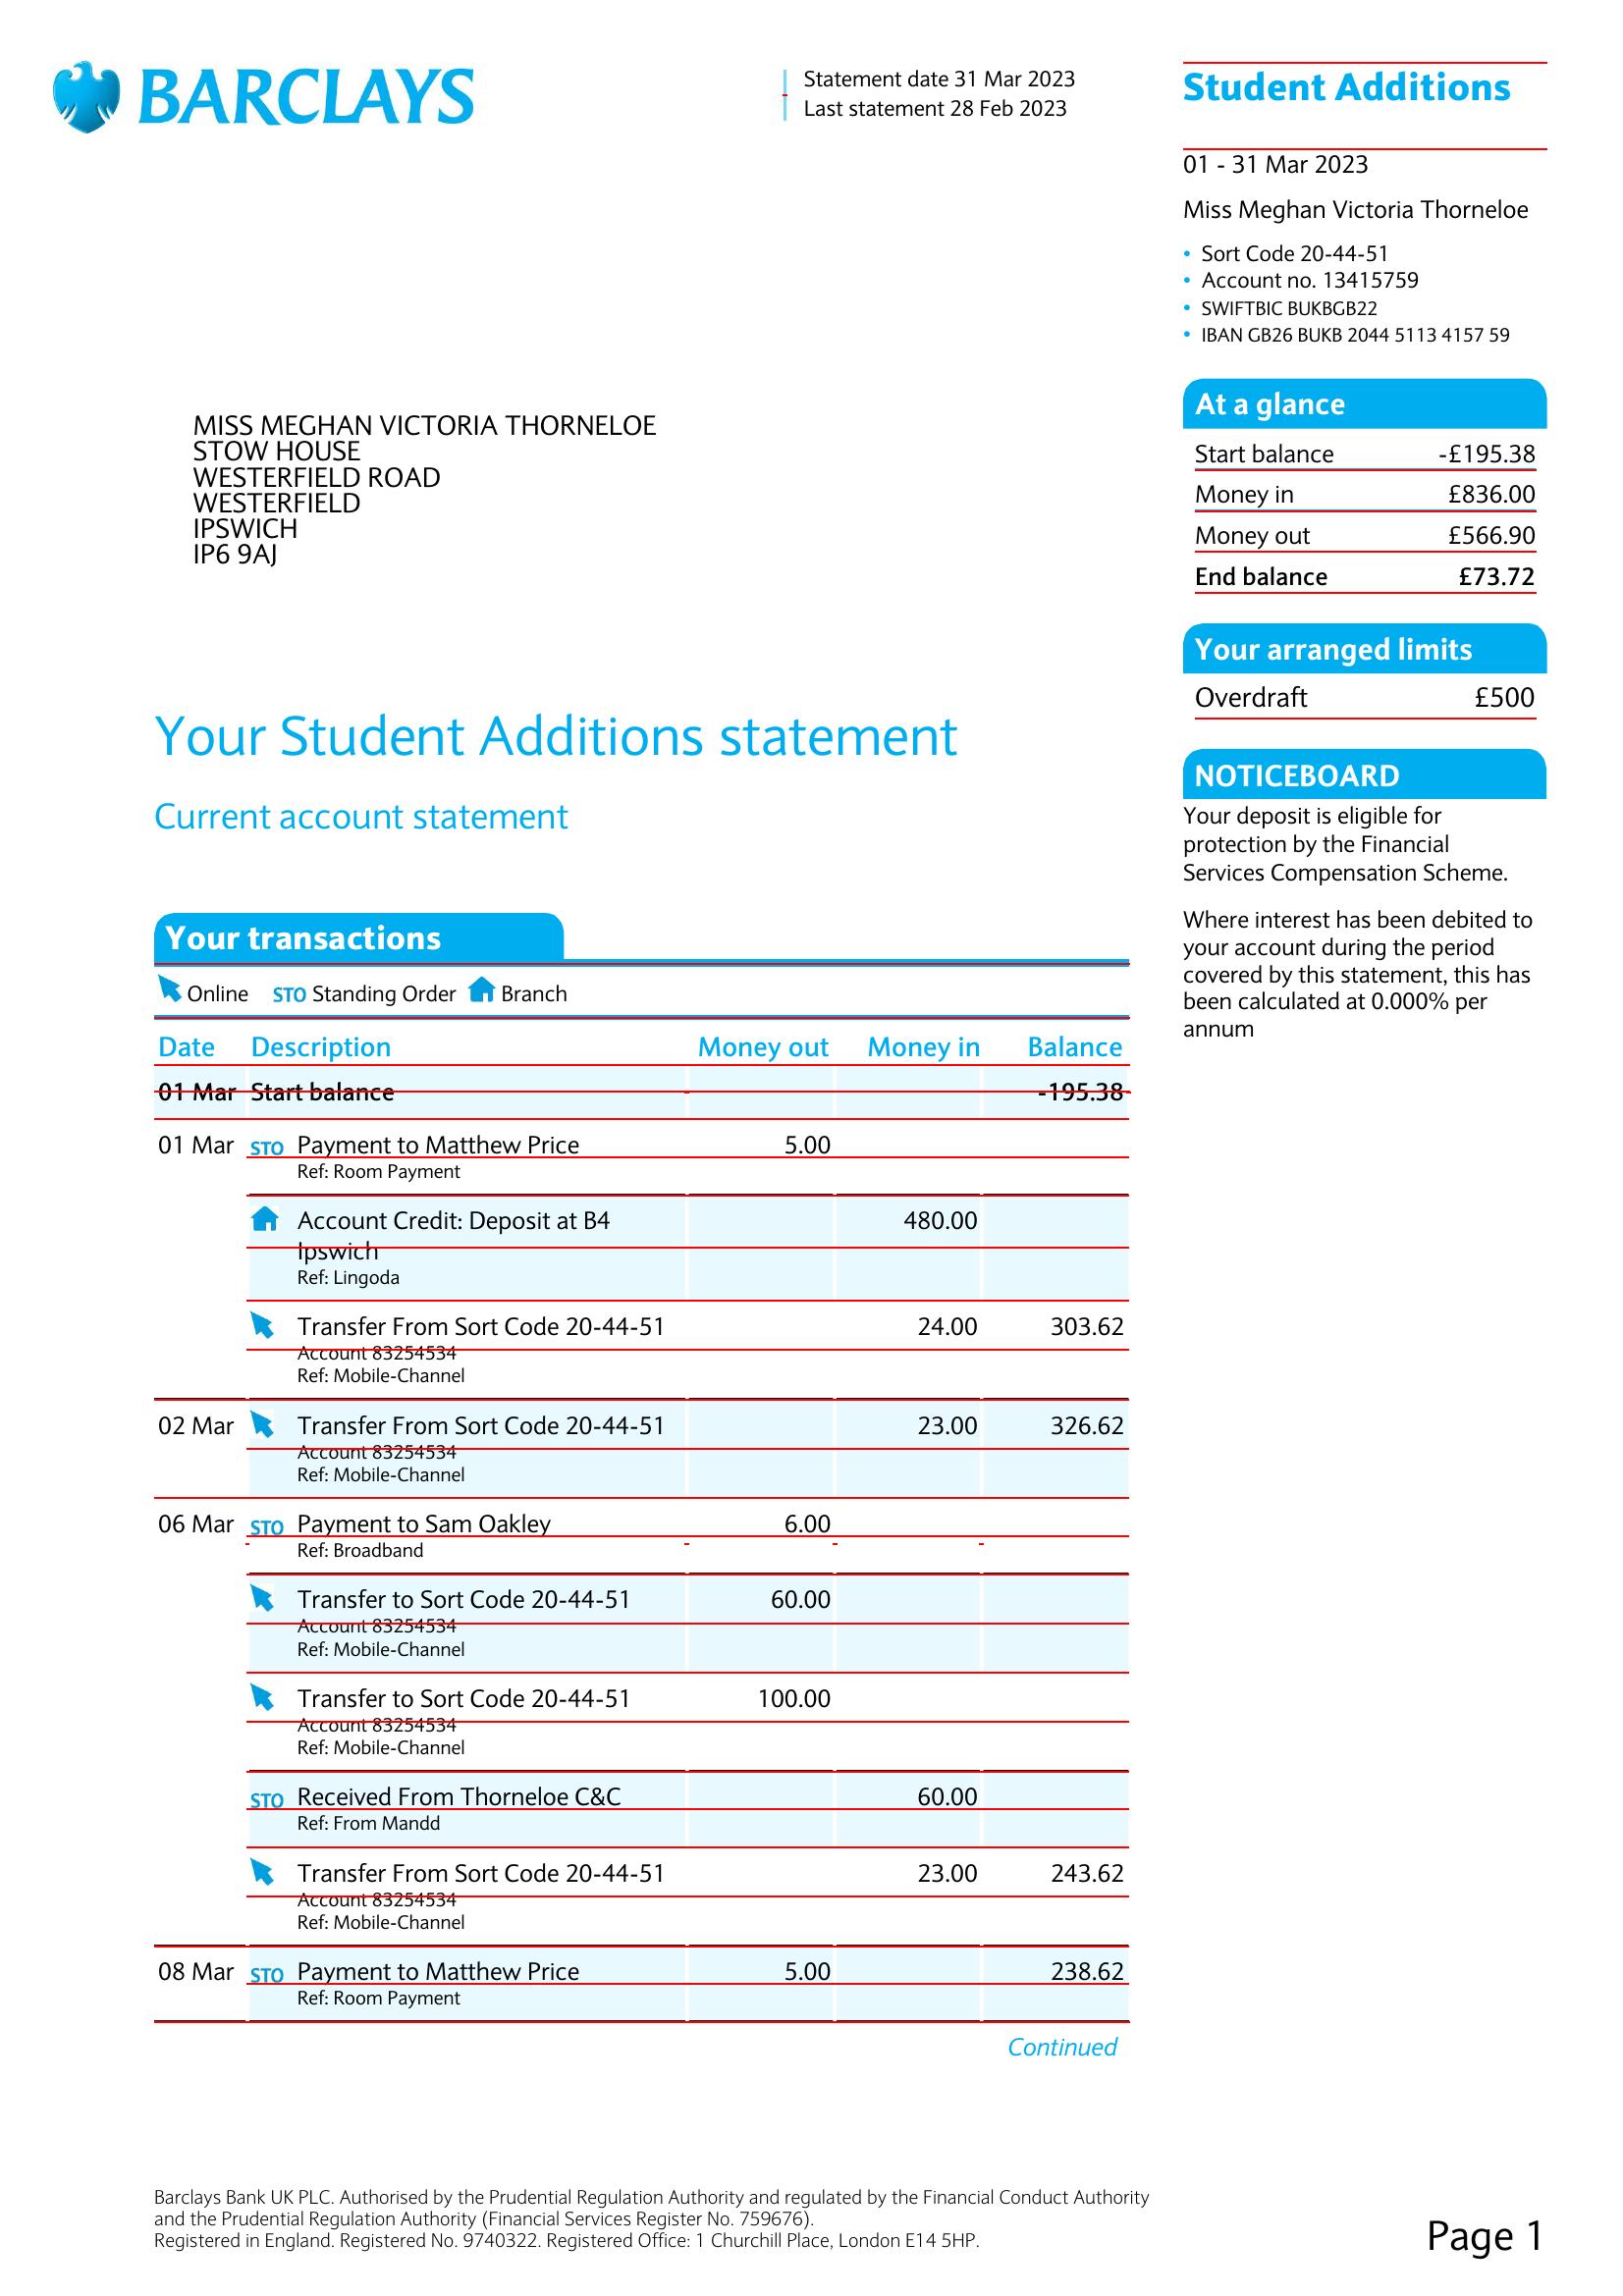 BARCLAYS
Statement date 31 Mar 2023
Last statement 28 Feb 2023
Student Additions
01 - 31 Mar 2023
Miss Meghan Victoria Thorneloe
• Sort Code 20-44-51
• Account no. 13415759
• SWIFTBIC BUKBGB22
• IBAN GB26 BUKB 2044 5113 4157 59
MISS MEGHAN VICTORIA THORNELOE
STOW HOUSE
WESTERFIELD ROAD
WESTERFIELD
IPSWICH
IP6 9AJ
At a glance
Start balance -£195.38
Money in £836.00
Money out £566.90
End balance £73.72
Your arranged limits
Overdraft £500
NOTICEBOARD
Your deposit is eligible for
protection by the Financial
Services Compensation Scheme.
Where interest has been debited to
your account during the period
covered by this statement, this has
been calculated at 0.000% per
annum
Your Student Additions statement
Current account statement
Your transactions
Online STO Standing Order Branch
Date Description Money out Money in Balance
01 Mar Start balance -195.38
01 Mar STO Payment to Matthew Price 5.00
Ref: Room Payment
Account Credit: Deposit at B4 480.00
Ipswich
Ref: Lingoda
Transfer From Sort Code 20-44-51 24.00 303.62
Account 83254534
Ref: Mobile-Channel
02 Mar Transfer From Sort Code 20-44-51 23.00 326.62
Account 83254534
Ref: Mobile-Channel
06 Mar STO Payment to Sam Oakley 6.00
Ref: Broadband
Transfer to Sort Code 20-44-51 60.00
Account 83254534
Ref: Mobile-Channel
Transfer to Sort Code 20-44-51 100.00
Account 83254534
Ref: Mobile-Channel
STO Received From Thorneloe C&C 60.00
Ref: From Mandd
Transfer From Sort Code 20-44-51 23.00 243.62
Account 83254534
Ref: Mobile-Channel
08 Mar STO Payment to Matthew Price 5.00 238.62
Ref: Room Payment
Continued
Barclays Bank UK PLC. Authorised by the Prudential Regulation Authority and regulated by the Financial Conduct Authority
and the Prudential Regulation Authority (Financial Services Register No. 759676).
Registered in England. Registered No. 9740322. Registered Office: 1 Churchill Place, London E14 5HP.
Page 1